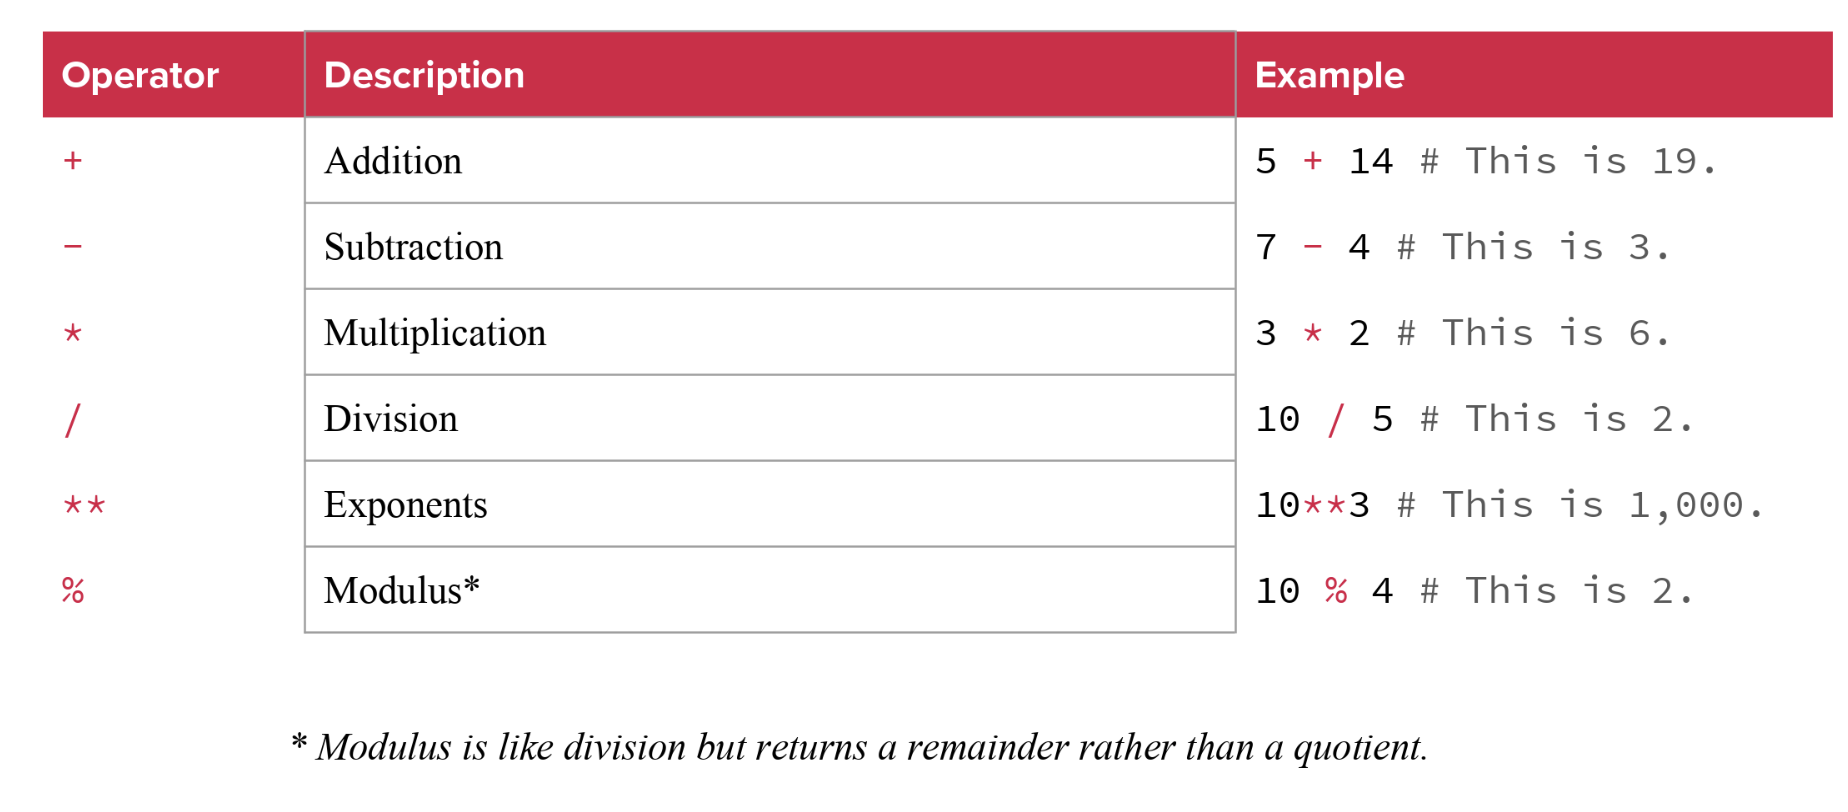 Operator Description Example
+ Addition 5 + 14 # This is 19.
- Subtraction 7 - 4 # This is 3.
* Multiplication 3 * 2 # This is 6.
/ Division 10 / 5 # This is 2.
** Exponents 10**3 # This is 1,000.
% Modulus* 10 % 4 # This is 2.
* Modulus is like division but returns a remainder rather than a quotient.